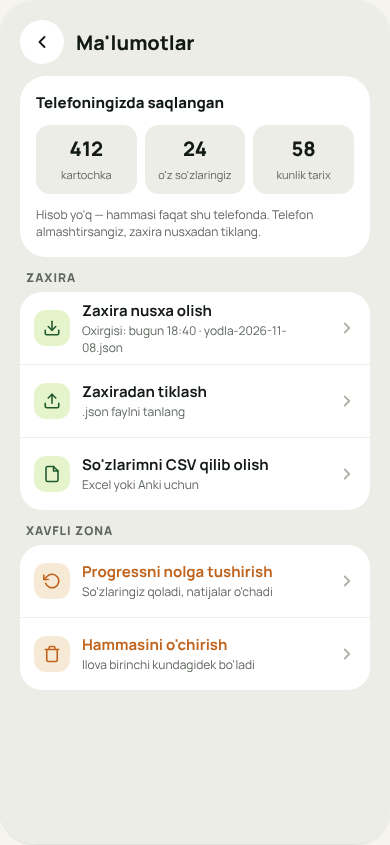 Ma'lumotlar
Telefoningizda saqlangan
412
24
58
kartochka
o'z so'zlaringiz
kunlik tarix
Hisob yo'q — hammasi faqat shu telefonda. Telefon
almashtirsangiz, zaxira nusxadan tiklang.
ZAXIRA
Zaxira nusxa olish
Oxirgisi: bugun 18:40 · yodla-2026-11-
08.json
Zaxiradan tiklash
.json faylni tanlang
So'zlarimni CSV qilib olish
Excel yoki Anki uchun
XAVFLI ZONA
Progressni nolga tushirish
So'zlaringiz qoladi, natijalar o'chadi
Hammasini o'chirish
Ilova birinchi kundagidek bo'ladi